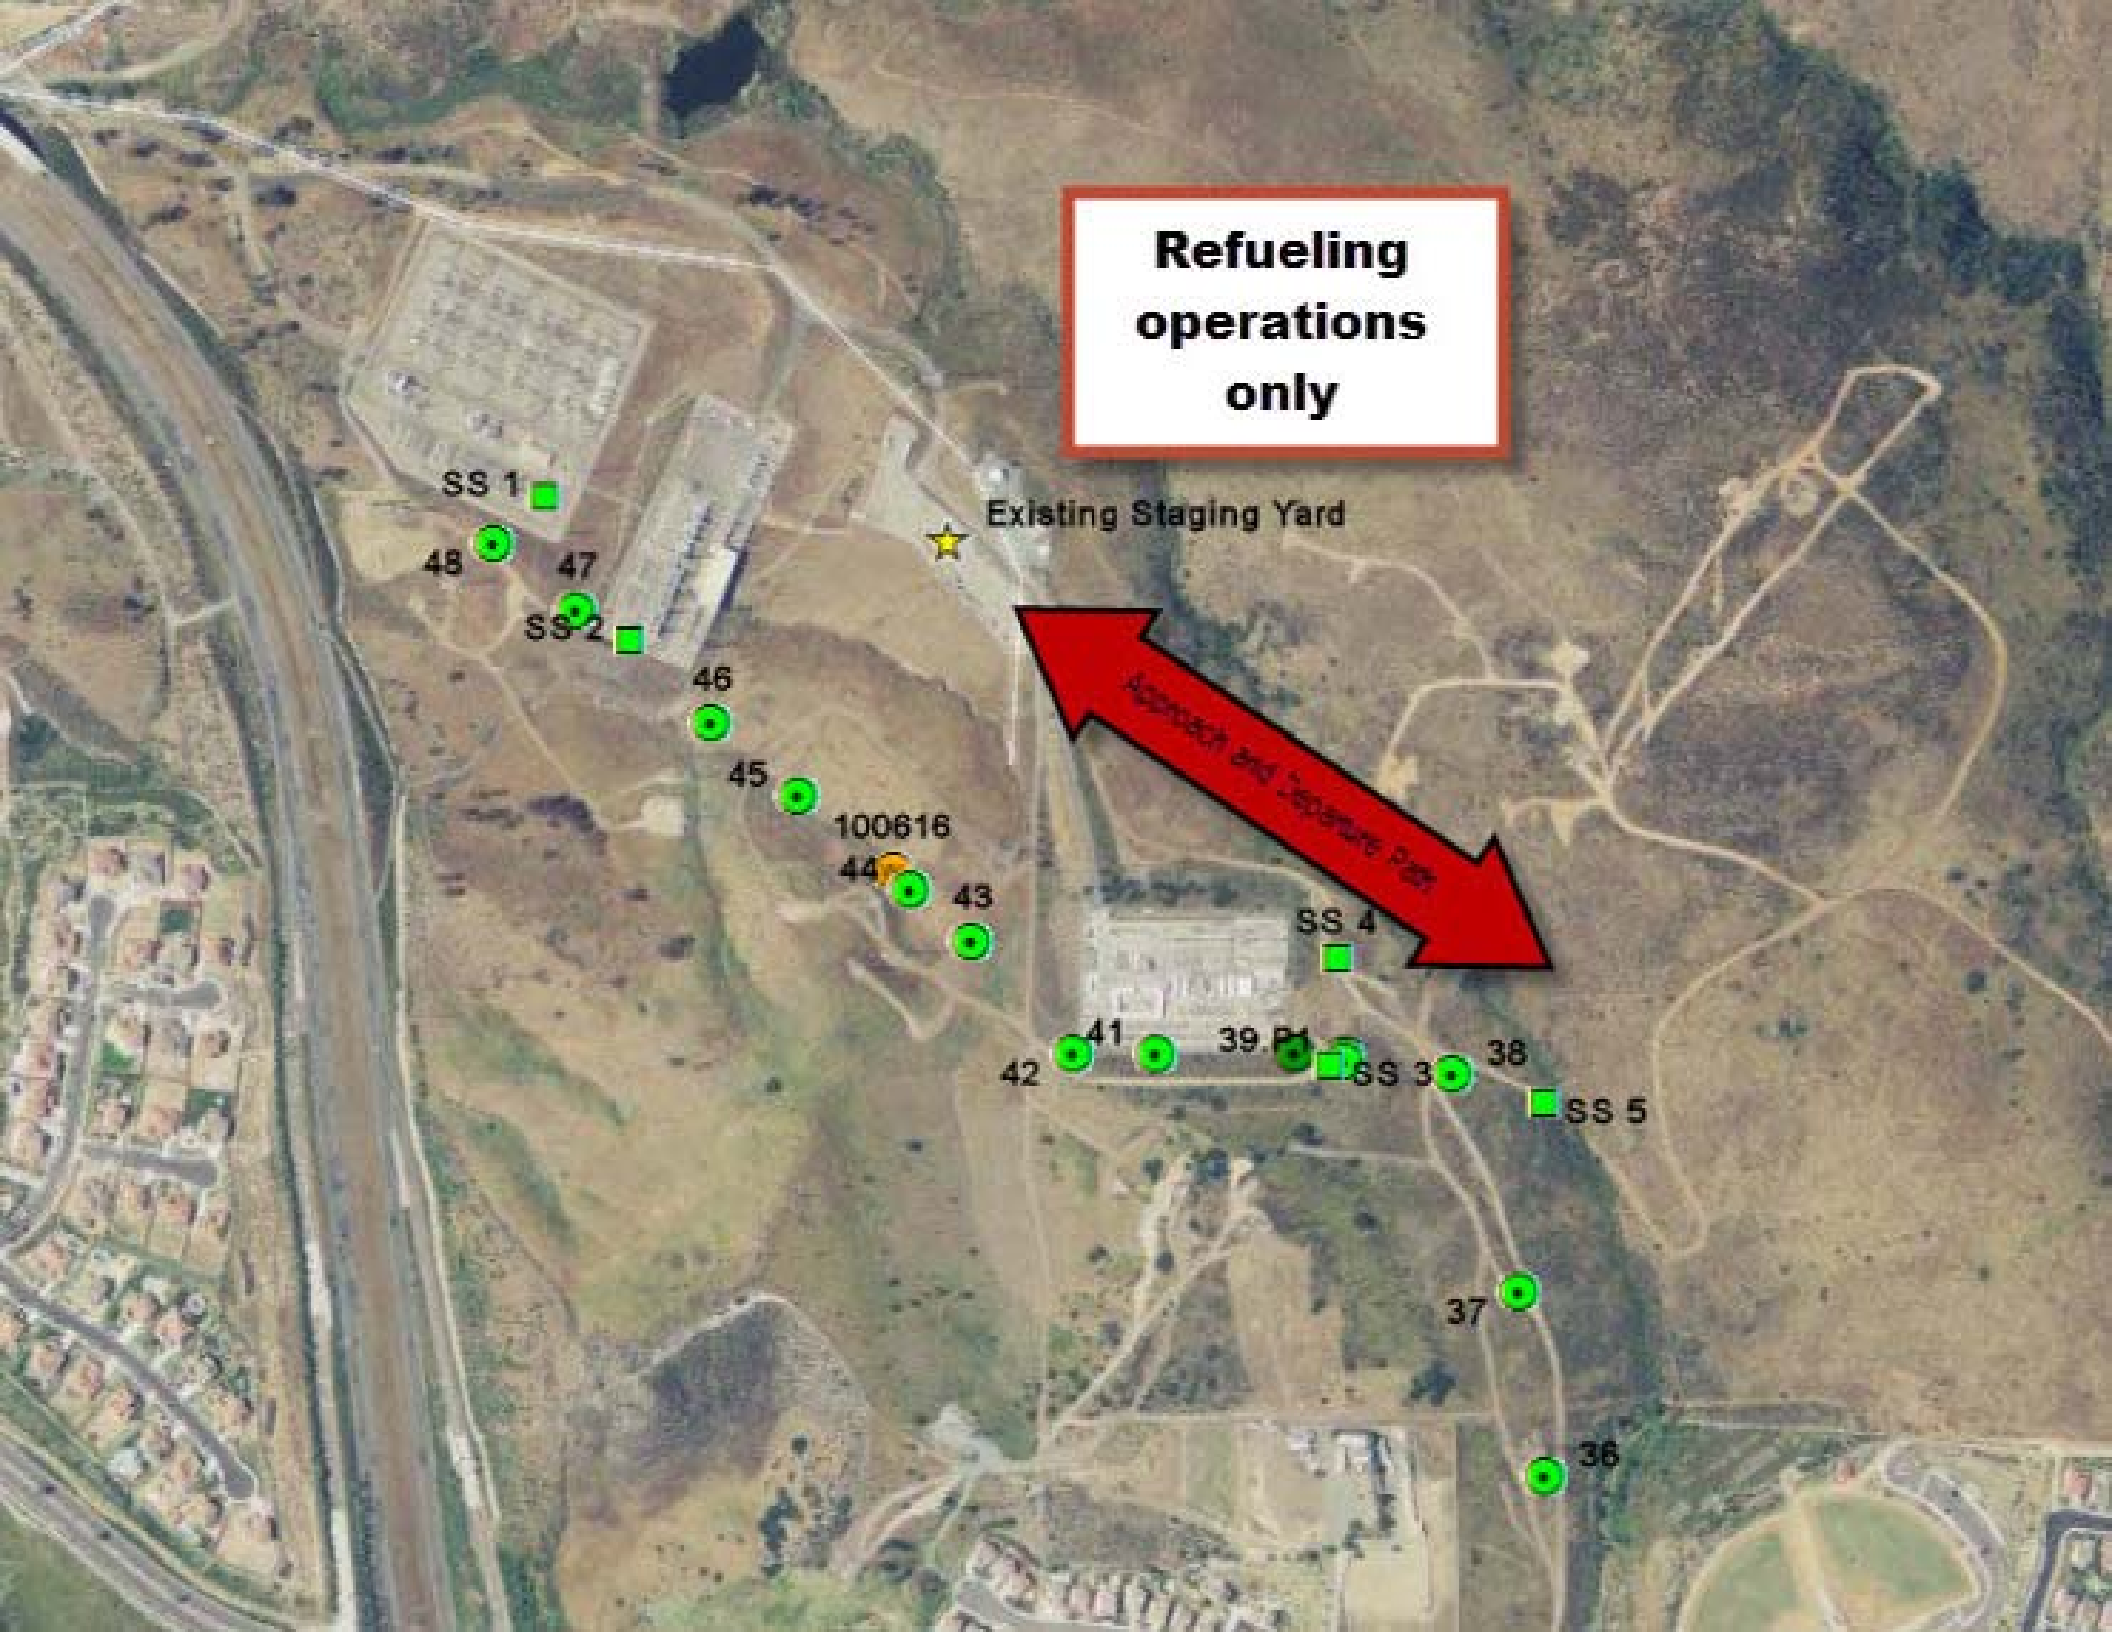 Refueling
operations
only
SS 1
Existing Staging Yard
48
47
SS 2
46
Approach and Departure Path
45
100616
44
43
SS 4
41
39 P1
42
SS 3
38
SS 5
37
36